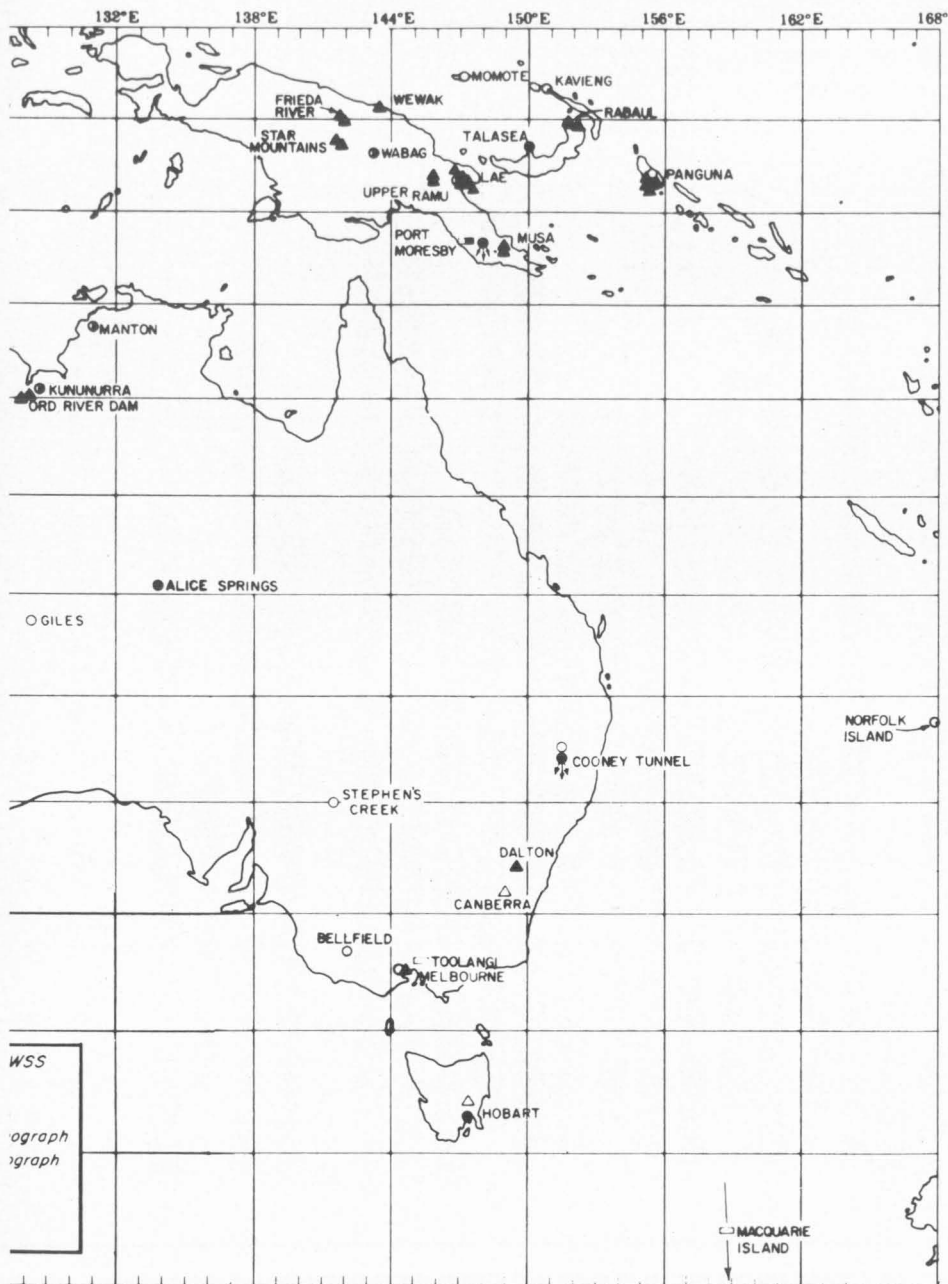 132°E
138°E
144°E
150°E
156°E
162°E
168°
MOMOTE
KAVIENG
FRIEDA
RIVER
WEWAK
RABAUL
TALASEA
STAR
MOUNTAINS
WABAG
LAE
PANGUNA
UPPER RAMU
PORT
MORESBY
MUSA
MANTON
KUNUNURRA
ORD RIVER DAM
ALICE SPRINGS
GILES
NORFOLK
ISLAND
COONEY TUNNEL
STEPHEN'S
CREEK
DALTON
CANBERRA
BELLFIELD
TOOLANGI
MELBOURNE
WSS
ograph
ograph
HOBART
MACQUARIE
ISLAND